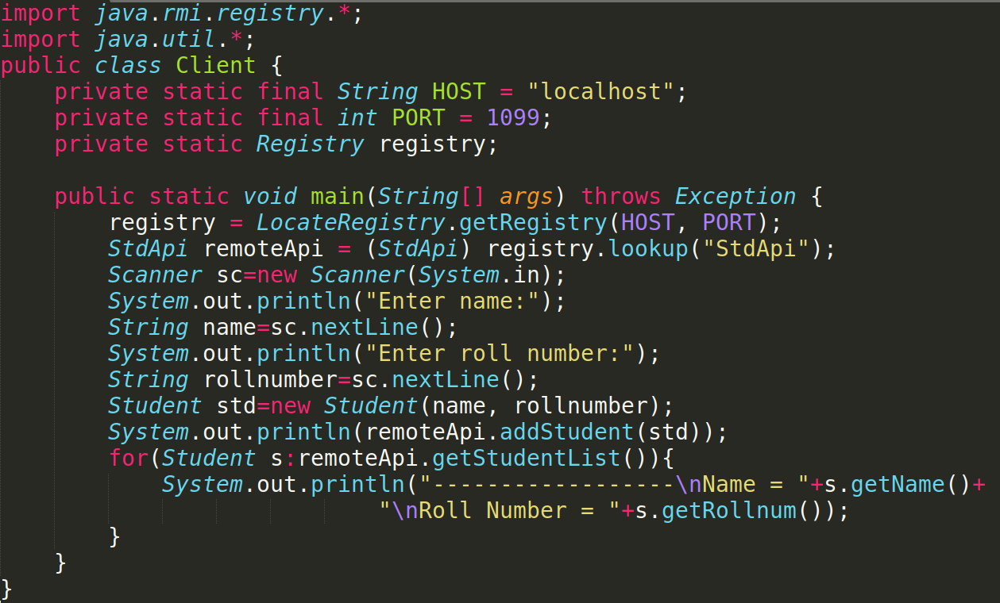 import java.rmi.registry.*;
import java.util.*;
public class Client {
    private static final String HOST = "localhost";
    private static final int PORT = 1099;
    private static Registry registry;

    public static void main(String[] args) throws Exception {
        registry = LocateRegistry.getRegistry(HOST, PORT);
        StdApi remoteApi = (StdApi) registry.lookup("StdApi");
        Scanner sc=new Scanner(System.in);
        System.out.println("Enter name:");
        String name=sc.nextLine();
        System.out.println("Enter roll number:");
        String rollnumber=sc.nextLine();
        Student std=new Student(name, rollnumber);
        System.out.println(remoteApi.addStudent(std));
        for(Student s:remoteApi.getStudentList()){
            System.out.println("------------------\nName = "+s.getName()+
                            "\nRoll Number = "+s.getRollnum());
        }
    }
}